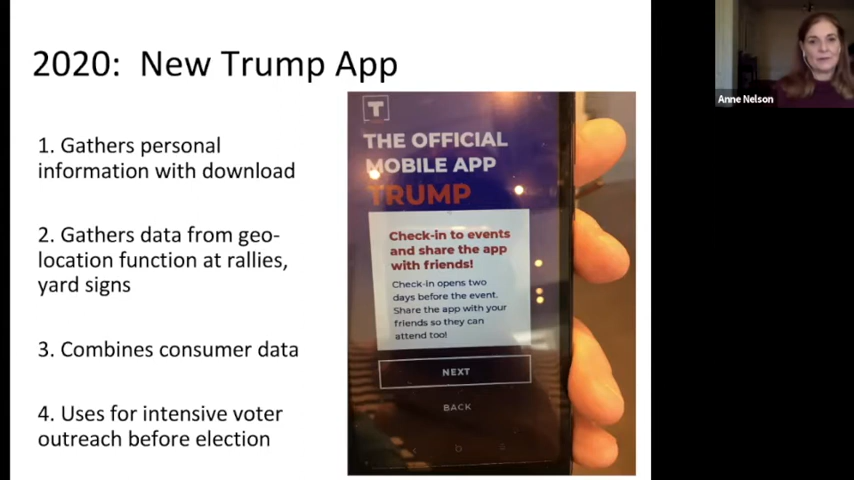 2020: New Trump App
1. Gathers personal
information with download
2. Gathers data from geo-
location function at rallies,
yard signs
3. Combines consumer data
4. Uses for intensive voter
outreach before election
T
THE OFFICIAL
MOBILE APP
TRUMP
Check-in to events
and share the app
with friends!
Check-in opens two
days before the event.
Share the app with your
friends so they can
attend too!
NEXT
BACK
Anne Nelson